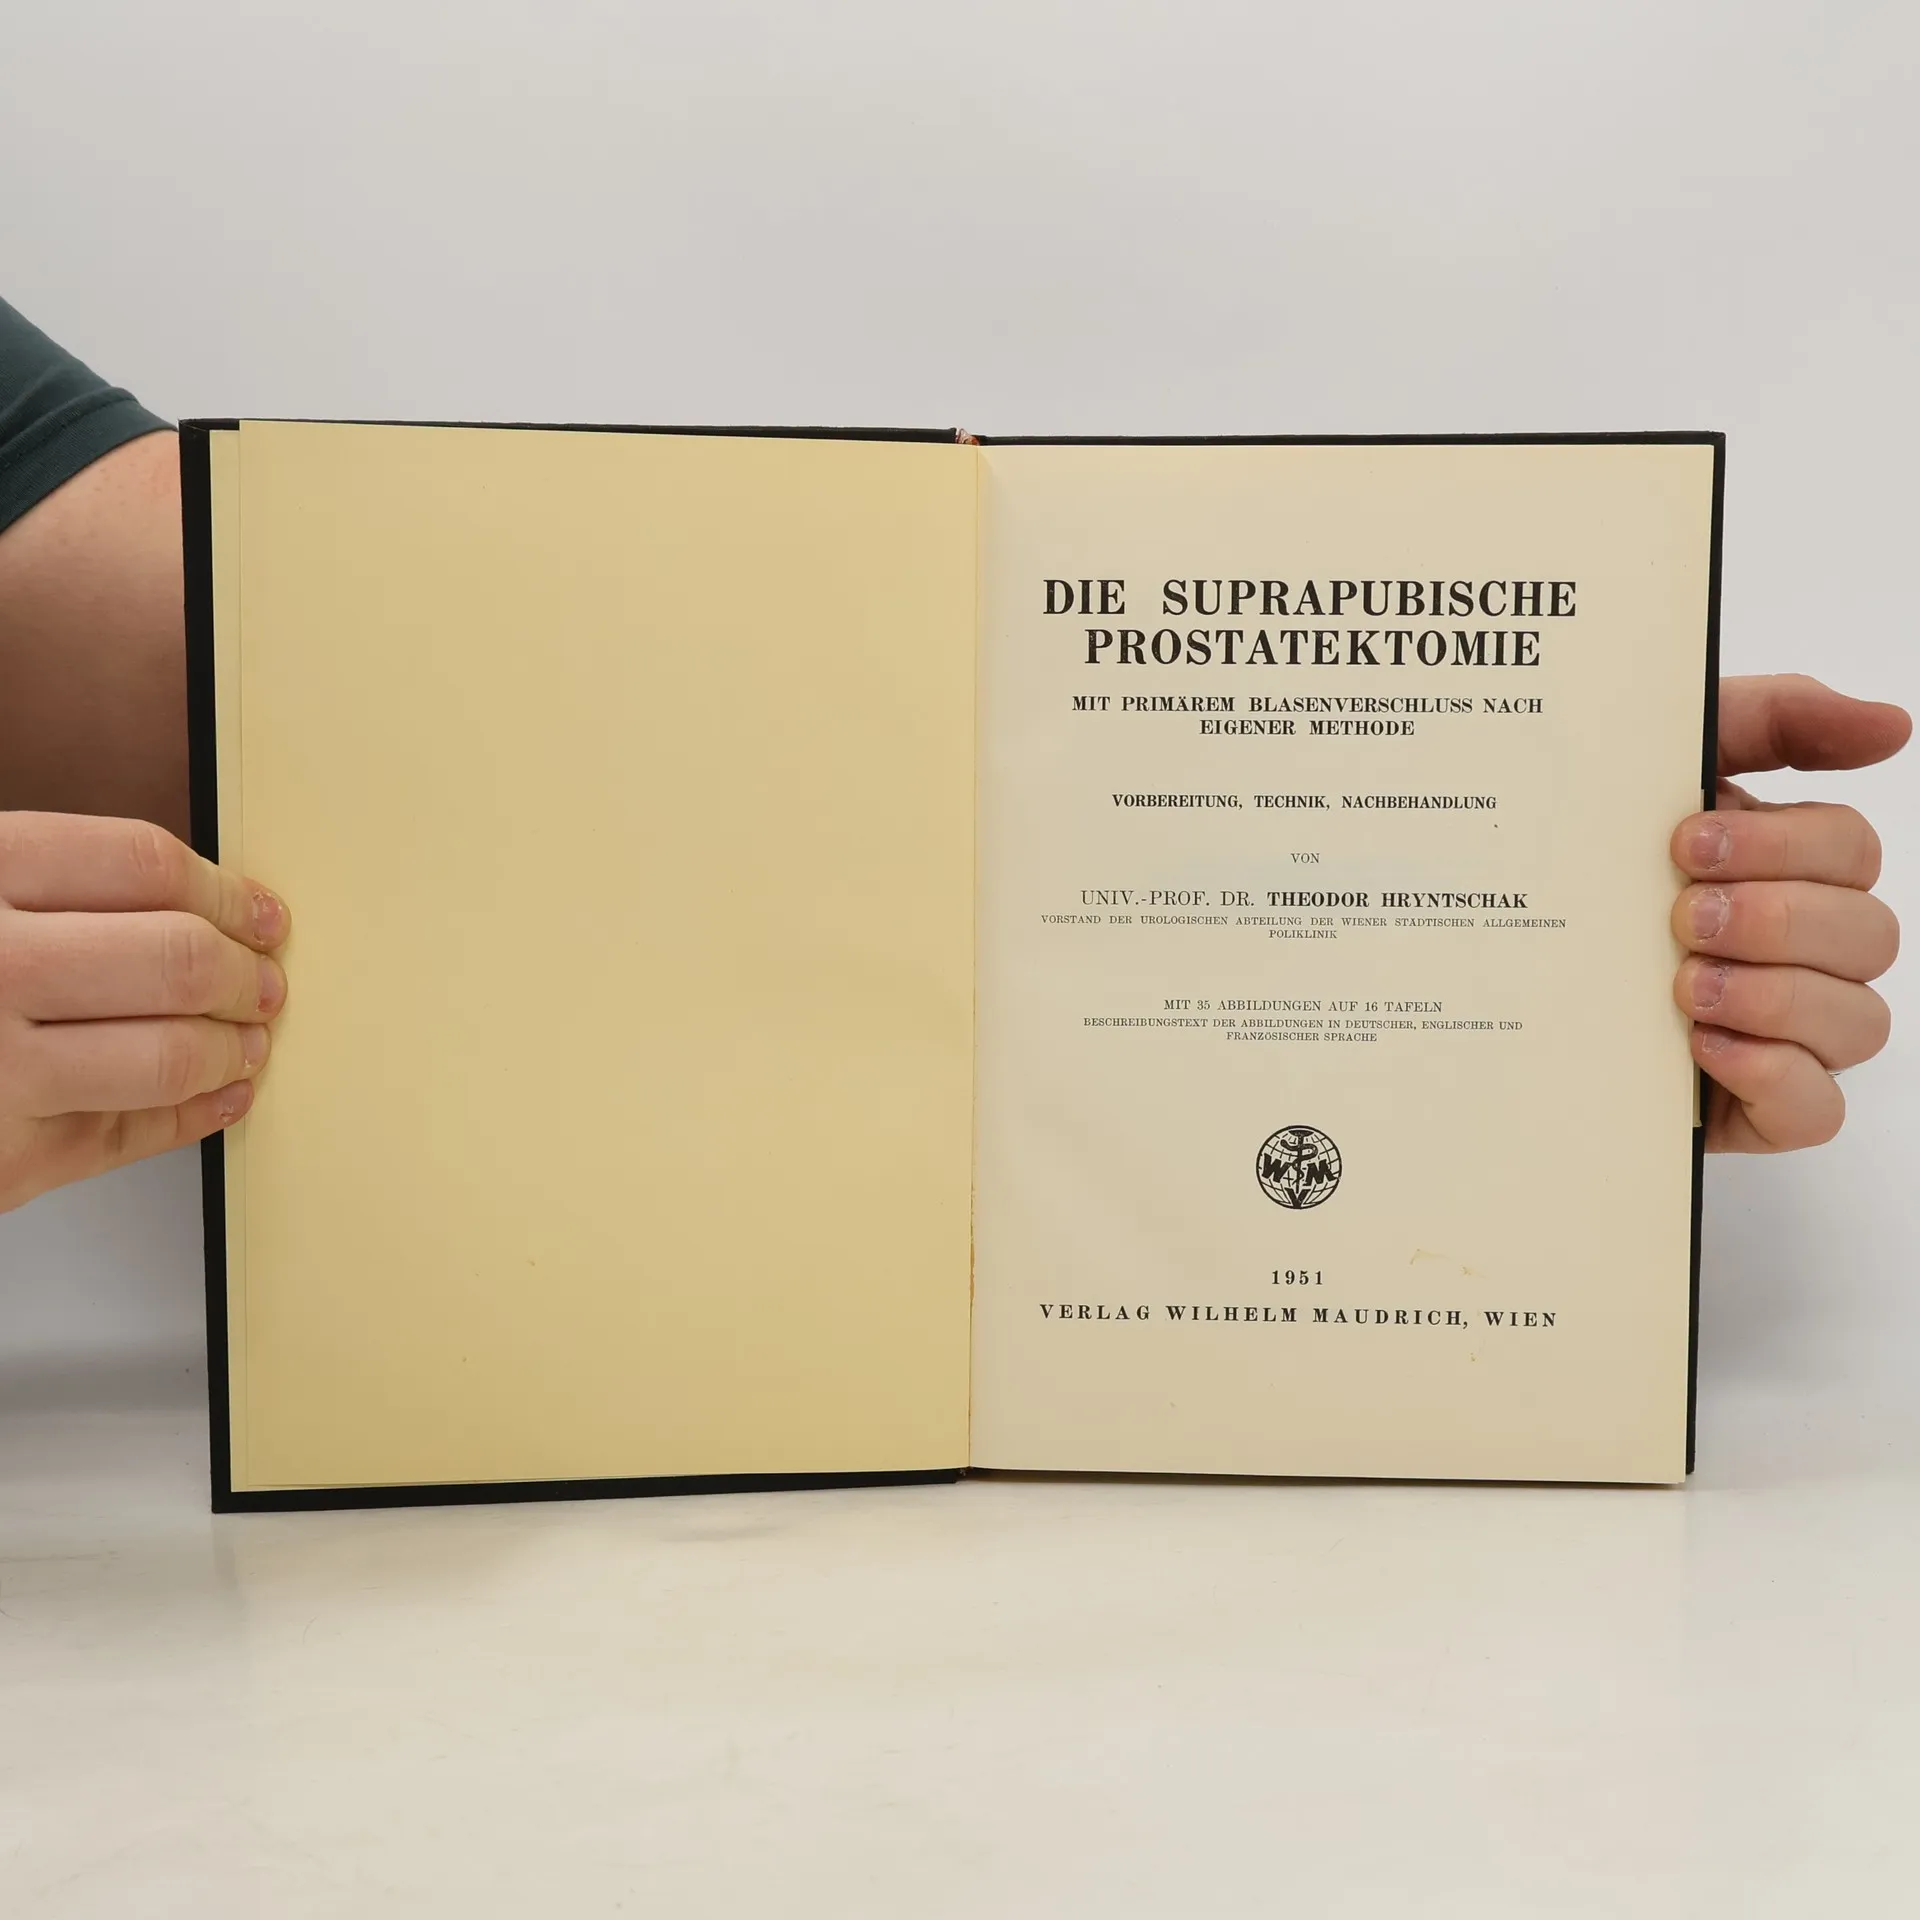 DIE SUPRAPUBISCHE
PROSTATEKTOMIE
MIT PRIMÄREM BLASENVERSCHLUSS NACH
EIGENER METHODE
VORBEREITUNG, TECHNIK, NACHBEHANDLUNG
VON
UNIV.-PROF. DR. THEODOR HRYNTSCHAK
VORSTAND DER UROLOGISCHEN ABTEILUNG DER WIENER STÄDTISCHEN ALLGEMEINEN
POLIKLINIK
MIT 35 ABBILDUNGEN AUF 16 TAFELN
BESCHREIBUNGSTEXT DER ABBILDUNGEN IN DEUTSCHER, ENGLISCHER UND
FRANZÖSISCHER SPRACHE
W M
V
1951
VERLAG WILHELM MAUDRICH, WIEN